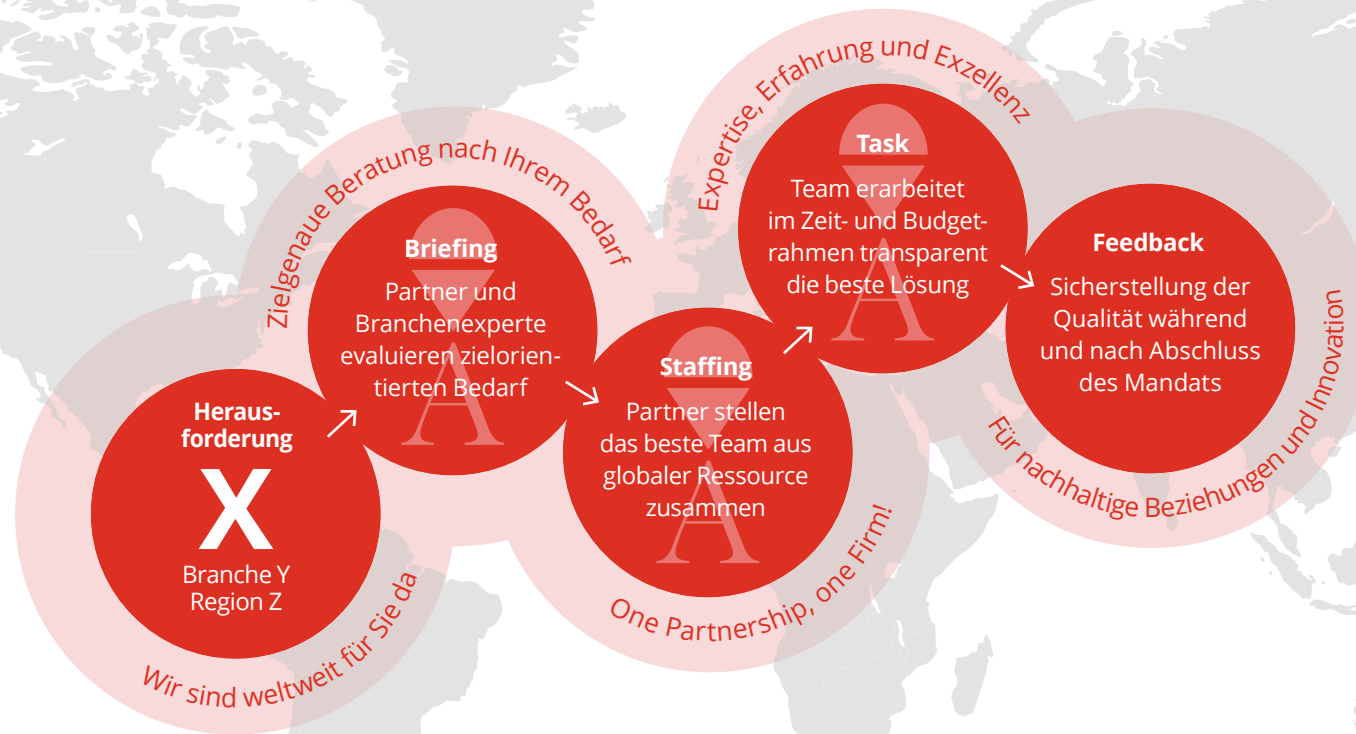 Wir sind weltweit für Sie da
Heraus-
forderung
X
Branche Y
Region Z
Zielgenaue Beratung nach Ihrem Bedarf
Briefing
Partner und
Branchenexperte
evaluieren zielorien-
tierten Bedarf
One Partnership, one Firm!
Staffing
Partner stellen
das beste Team aus
globaler Ressource
zusammen
Expertise, Erfahrung und Exzellenz
Task
Team erarbeitet
im Zeit- und Budget-
rahmen transparent
die beste Lösung
Für nachhaltige Beziehungen und Innovation
Feedback
Sicherstellung der
Qualität während
und nach Abschluss
des Mandats